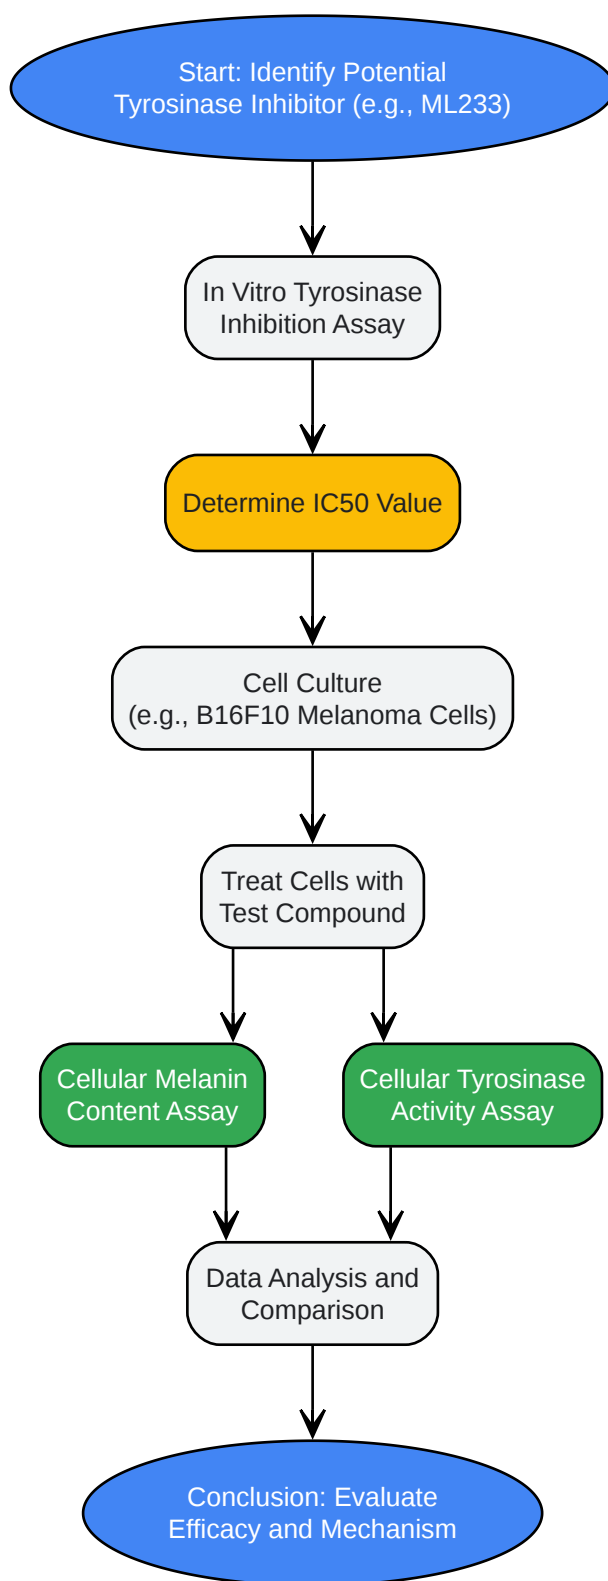 Start: Identify Potential
Tyrosinase Inhibitor (e.g., ML233)
In Vitro Tyrosinase
Inhibition Assay
Determine IC50 Value
Cell Culture
(e.g., B16F10 Melanoma Cells)
Treat Cells with
Test Compound
Cellular Melanin
Content Assay
Cellular Tyrosinase
Activity Assay
Data Analysis and
Comparison
Conclusion: Evaluate
Efficacy and Mechanism